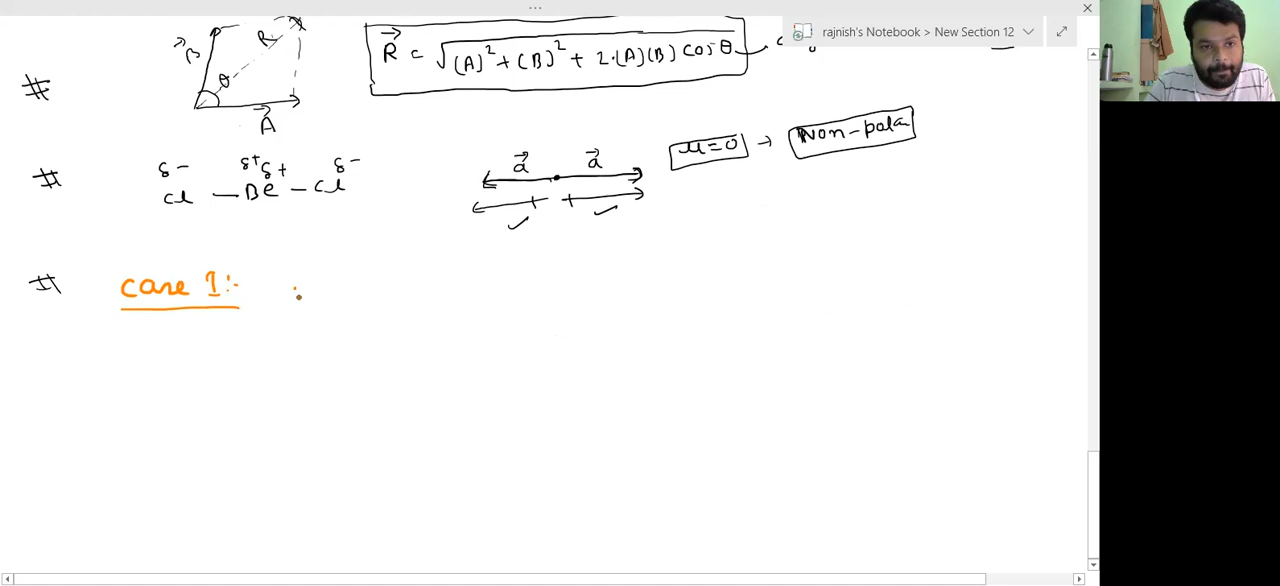 rajnish's Notebook > New Section 12
B R θ A
R = √(A)² + (B)² + 2·(A)(B) cos θ
#
# δ− δ+ δ+ δ−
Cl — Be — Cl
a a
μ=0 → Non-pola
# Case 1:-